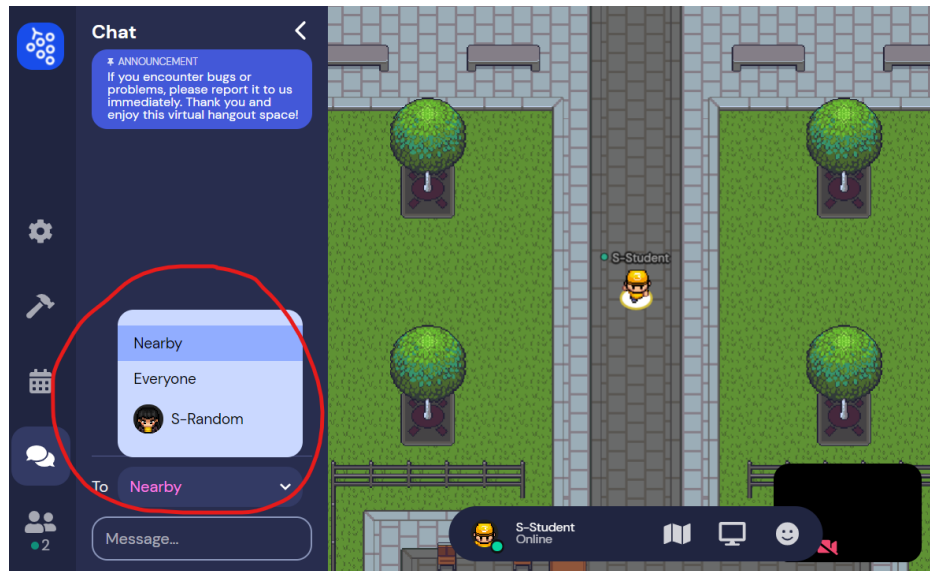 Chat
ANNOUNCEMENT
If you encounter bugs or
problems, please report it to us
immediately. Thank you and
enjoy this virtual hangout space!
S-Student
Nearby
Everyone
S-Random
To Nearby
2
Message...
S-Student
Online